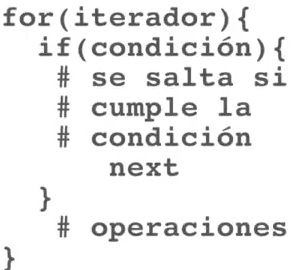 for(iterador){
if(condición){
# se salta si
# cumple la
# condición
next
}
# operaciones
}